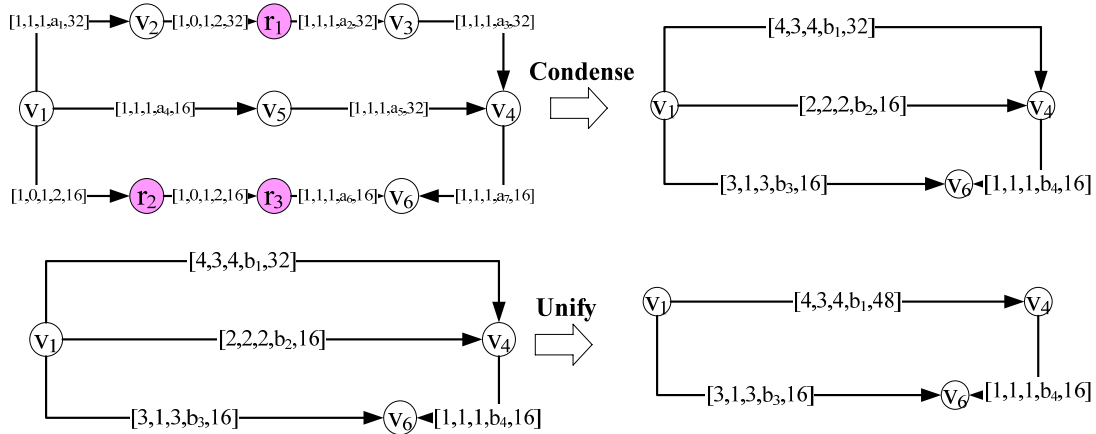 [1,1,1,a₁,32] v₂ [1,0,1,2,32] r₁ [1,1,1,a₂,32] v₃ [1,1,1,a₃,32]
v₁ [1,1,1,a₄,16] v₅ [1,1,1,a₅,32] v₄
[1,0,1,2,16] r₂ [1,0,1,2,16] r₃ [1,1,1,a₆,16] v₆ [1,1,1,a₇,16]
Condense
[4,3,4,b₁,32]
v₁ [2,2,2,b₂,16] v₄
[3,1,3,b₃,16] v₆ [1,1,1,b₄,16]
[4,3,4,b₁,32]
v₁ [2,2,2,b₂,16] v₄
[3,1,3,b₃,16] v₆ [1,1,1,b₄,16]
Unify
v₁ [4,3,4,b₁,48] v₄
[3,1,3,b₃,16] v₆ [1,1,1,b₄,16]